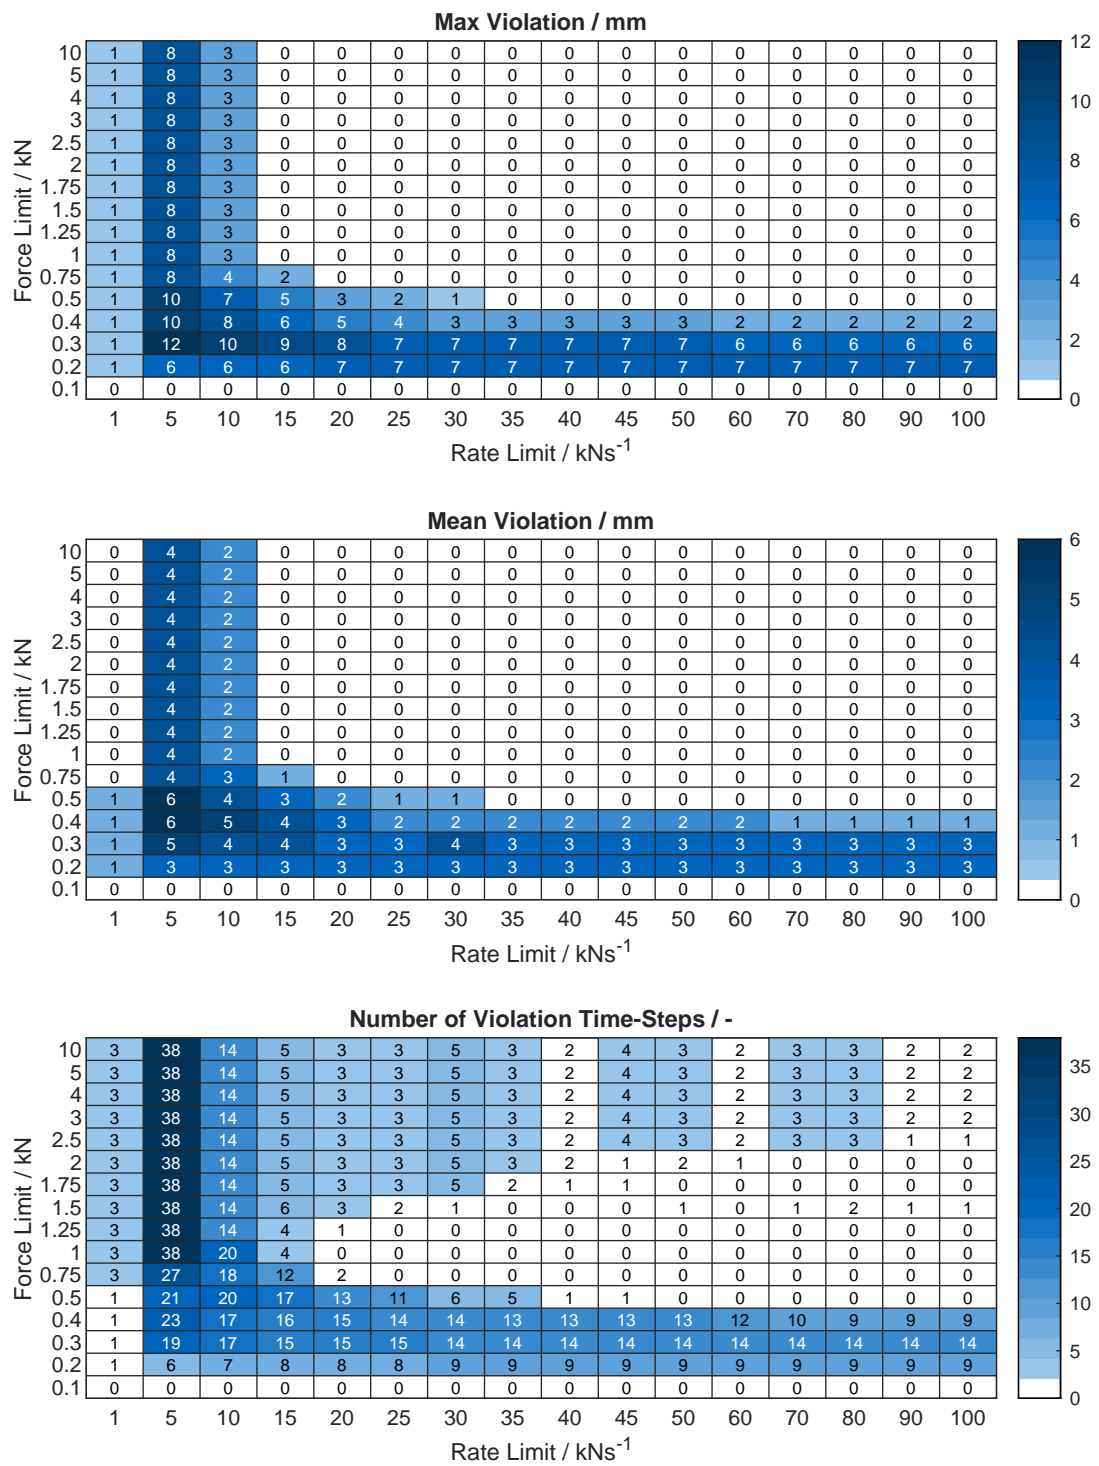 Max Violation / mm
10 1 8 3 0 0 0 0 0 0 0 0 0 0 0 0 0 12
5 1 8 3 0 0 0 0 0 0 0 0 0 0 0 0 0
4 1 8 3 0 0 0 0 0 0 0 0 0 0 0 0 0 10
3 1 8 3 0 0 0 0 0 0 0 0 0 0 0 0 0
2.5 1 8 3 0 0 0 0 0 0 0 0 0 0 0 0 0
2 1 8 3 0 0 0 0 0 0 0 0 0 0 0 0 0 8
1.75 1 8 3 0 0 0 0 0 0 0 0 0 0 0 0 0
1.5 1 8 3 0 0 0 0 0 0 0 0 0 0 0 0 0 6
1.25 1 8 3 0 0 0 0 0 0 0 0 0 0 0 0 0
1 1 8 3 0 0 0 0 0 0 0 0 0 0 0 0 0
0.75 1 8 4 2 0 0 0 0 0 0 0 0 0 0 0 0 4
0.5 1 10 7 5 3 2 1 0 0 0 0 0 0 0 0 0
0.4 1 10 8 6 5 4 3 3 3 3 3 2 2 2 2 2
0.3 1 12 10 9 8 7 7 7 7 7 7 6 6 6 6 6 2
0.2 1 6 6 6 7 7 7 7 7 7 7 7 7 7 7 7
0.1 0 0 0 0 0 0 0 0 0 0 0 0 0 0 0 0 0
Force Limit / kN
1 5 10 15 20 25 30 35 40 45 50 60 70 80 90 100
Rate Limit / kNs-1
Mean Violation / mm
10 0 4 2 0 0 0 0 0 0 0 0 0 0 0 0 0 6
5 0 4 2 0 0 0 0 0 0 0 0 0 0 0 0 0
4 0 4 2 0 0 0 0 0 0 0 0 0 0 0 0 0 5
3 0 4 2 0 0 0 0 0 0 0 0 0 0 0 0 0
2.5 0 4 2 0 0 0 0 0 0 0 0 0 0 0 0 0
2 0 4 2 0 0 0 0 0 0 0 0 0 0 0 0 0 4
1.75 0 4 2 0 0 0 0 0 0 0 0 0 0 0 0 0
1.5 0 4 2 0 0 0 0 0 0 0 0 0 0 0 0 0 3
1.25 0 4 2 0 0 0 0 0 0 0 0 0 0 0 0 0
1 0 4 2 0 0 0 0 0 0 0 0 0 0 0 0 0
0.75 0 4 3 1 0 0 0 0 0 0 0 0 0 0 0 0 2
0.5 1 6 4 3 2 1 1 0 0 0 0 0 0 0 0 0
0.4 1 6 5 4 3 2 2 2 2 2 2 2 1 1 1 1
0.3 1 5 4 4 3 3 4 3 3 3 3 3 3 3 3 3 1
0.2 1 3 3 3 3 3 3 3 3 3 3 3 3 3 3 3
0.1 0 0 0 0 0 0 0 0 0 0 0 0 0 0 0 0 0
Force Limit / kN
1 5 10 15 20 25 30 35 40 45 50 60 70 80 90 100
Rate Limit / kNs-1
Number of Violation Time-Steps / -
10 3 38 14 5 3 3 5 3 2 4 3 2 3 3 2 2
5 3 38 14 5 3 3 5 3 2 4 3 2 3 3 2 2 35
4 3 38 14 5 3 3 5 3 2 4 3 2 3 3 2 2
3 3 38 14 5 3 3 5 3 2 4 3 2 3 3 2 2 30
2.5 3 38 14 5 3 3 5 3 2 4 3 2 3 3 1 1
2 3 38 14 5 3 3 5 3 2 1 2 1 0 0 0 0 25
1.75 3 38 14 5 3 3 5 2 1 1 0 0 0 0 0 0
1.5 3 38 14 6 3 2 1 0 0 0 1 0 1 2 1 1 20
1.25 3 38 14 4 1 0 0 0 0 0 0 0 0 0 0 0
1 3 38 20 4 0 0 0 0 0 0 0 0 0 0 0 0 15
0.75 3 27 18 12 2 0 0 0 0 0 0 0 0 0 0 0
0.5 1 21 20 17 13 11 6 5 1 1 0 0 0 0 0 0 10
0.4 1 23 17 16 15 14 14 13 13 13 13 12 10 9 9 9
0.3 1 19 17 15 15 15 14 14 14 14 14 14 14 14 14 14 5
0.2 1 6 7 8 8 8 9 9 9 9 9 9 9 9 9 9
0.1 0 0 0 0 0 0 0 0 0 0 0 0 0 0 0 0 0
Force Limit / kN
1 5 10 15 20 25 30 35 40 45 50 60 70 80 90 100
Rate Limit / kNs-1